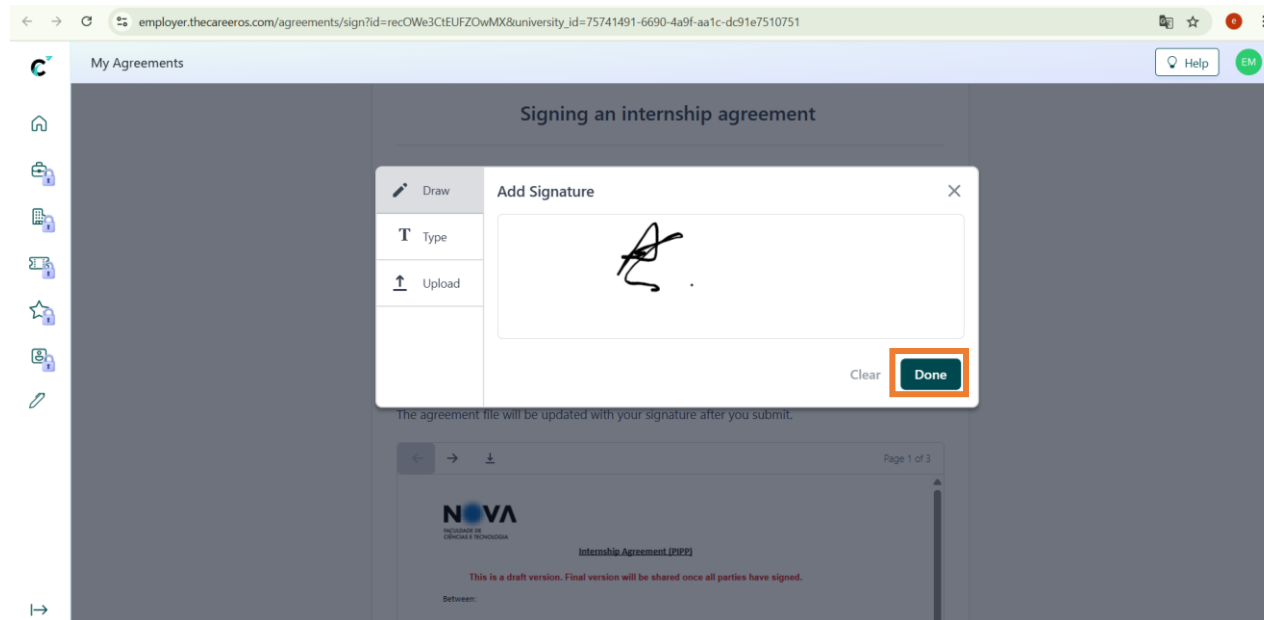 employer.thecareeros.com/agreements/sign?id=recOWe3CtEUFZOwMX&university_id=75741491-6690-4a9f-aa1c-dc91e7510751
e
My Agreements
Help
EM
Signing an internship agreement
Draw
Add Signature
T Type
Upload
Clear
Done
The agreement file will be updated with your signature after you submit.
Page 1 of 3
NOVA
FACULDADE DE
CIÊNCIAS E TECNOLOGIA
Internship Agreement (PIPP)
This is a draft version. Final version will be shared once all parties have signed.
Between: